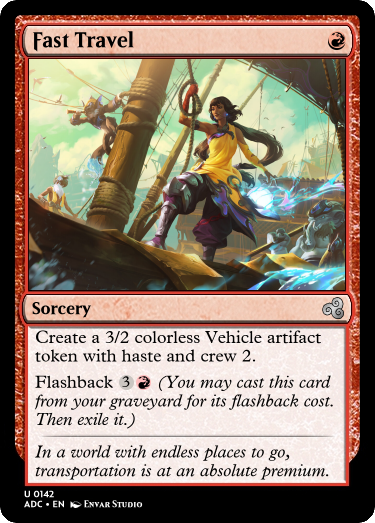 Fast Travel
Sorcery
Create a 3/2 colorless Vehicle artifact
token with haste and crew 2.
Flashback 3 (You may cast this card
from your graveyard for its flashback cost.
Then exile it.)
In a world with endless places to go,
transportation is at an absolute premium.
U 0142
ADC • EN Envar Studio